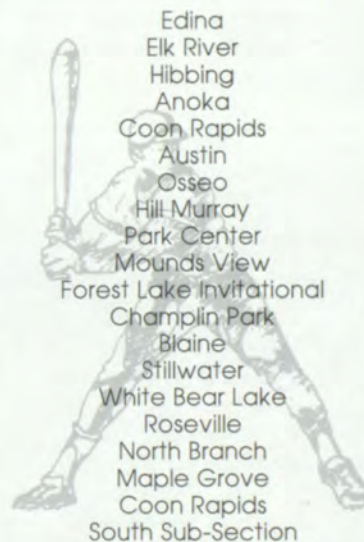 Edina
Elk River
Hibbing
Anoka
Coon Rapids
Austin
Osseo
Hill Murray
Park Center
Mounds View
Forest Lake Invitational
Champlin Park
Blaine
Stillwater
White Bear Lake
Roseville
North Branch
Maple Grove
Coon Rapids
South Sub-Section